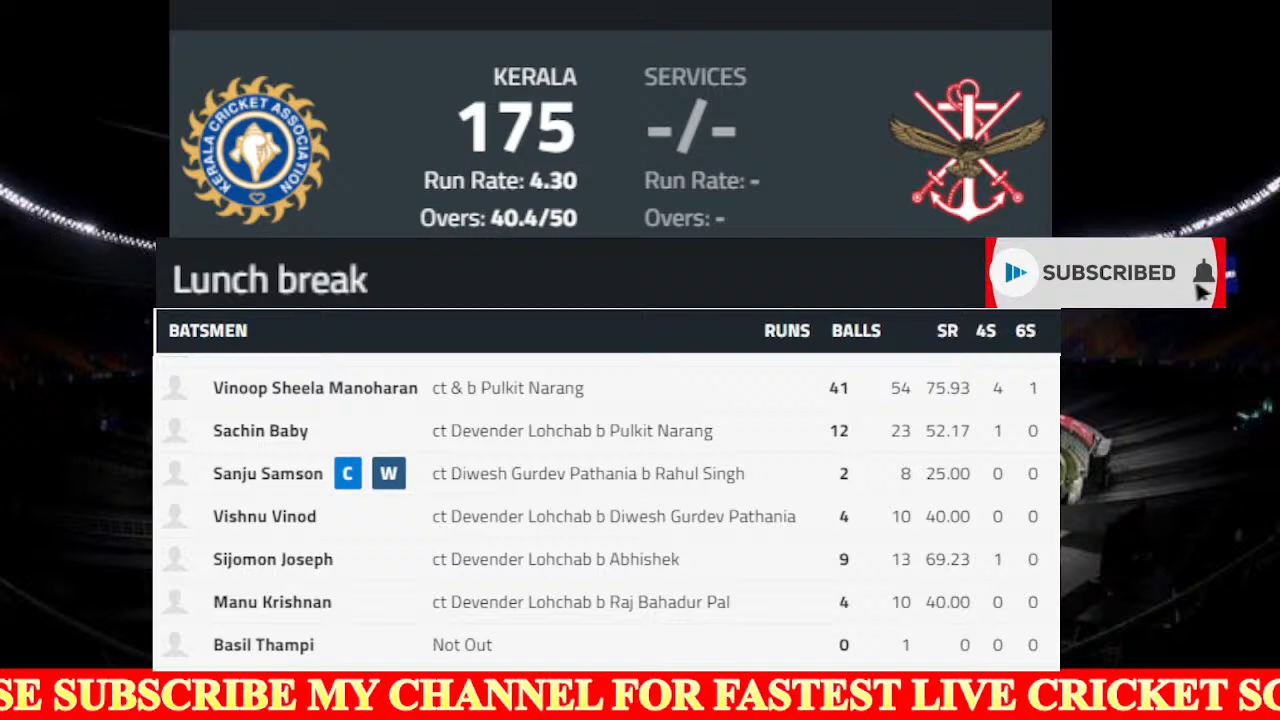 KERALA SERVICES
175 -/-
Run Rate: 4.30 Run Rate: -
Overs: 40.4/50 Overs: -
KERALA CRICKET ASSOCIATION
Lunch break
SUBSCRIBED
BATSMEN RUNS BALLS SR 4S 6S
Vinoop Sheela Manoharan ct & b Pulkit Narang 41 54 75.93 4 1
Sachin Baby ct Devender Lohchab b Pulkit Narang 12 23 52.17 1 0
Sanju Samson C W ct Diwesh Gurdev Pathania b Rahul Singh 2 8 25.00 0 0
Vishnu Vinod ct Devender Lohchab b Diwesh Gurdev Pathania 4 10 40.00 0 0
Sijomon Joseph ct Devender Lohchab b Abhishek 9 13 69.23 1 0
Manu Krishnan ct Devender Lohchab b Raj Bahadur Pal 4 10 40.00 0 0
Basil Thampi Not Out 0 1 0 0 0
SE SUBSCRIBE MY CHANNEL FOR FASTEST LIVE CRICKET SC